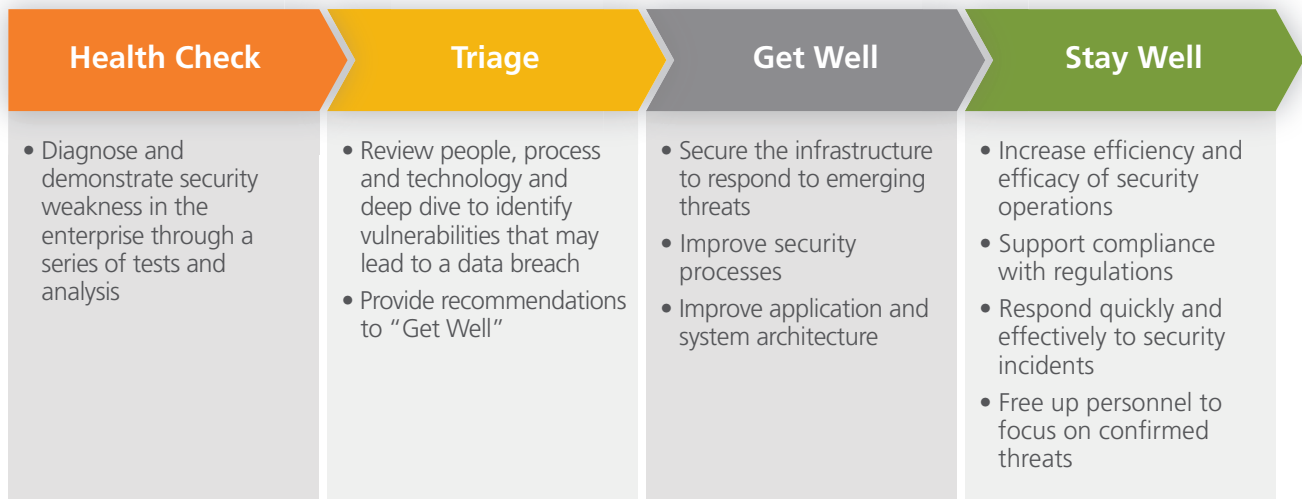 Health Check
• Diagnose and
demonstrate security
weakness in the
enterprise through a
series of tests and
analysis
Triage
• Review people, process
and technology and
deep dive to identify
vulnerabilities that may
lead to a data breach
• Provide recommendations
to “Get Well”
Get Well
• Secure the infrastructure
to respond to emerging
threats
• Improve security
processes
• Improve application and
system architecture
Stay Well
• Increase efficiency and
efficacy of security
operations
• Support compliance
with regulations
• Respond quickly and
effectively to security
incidents
• Free up personnel to
focus on confirmed
threats